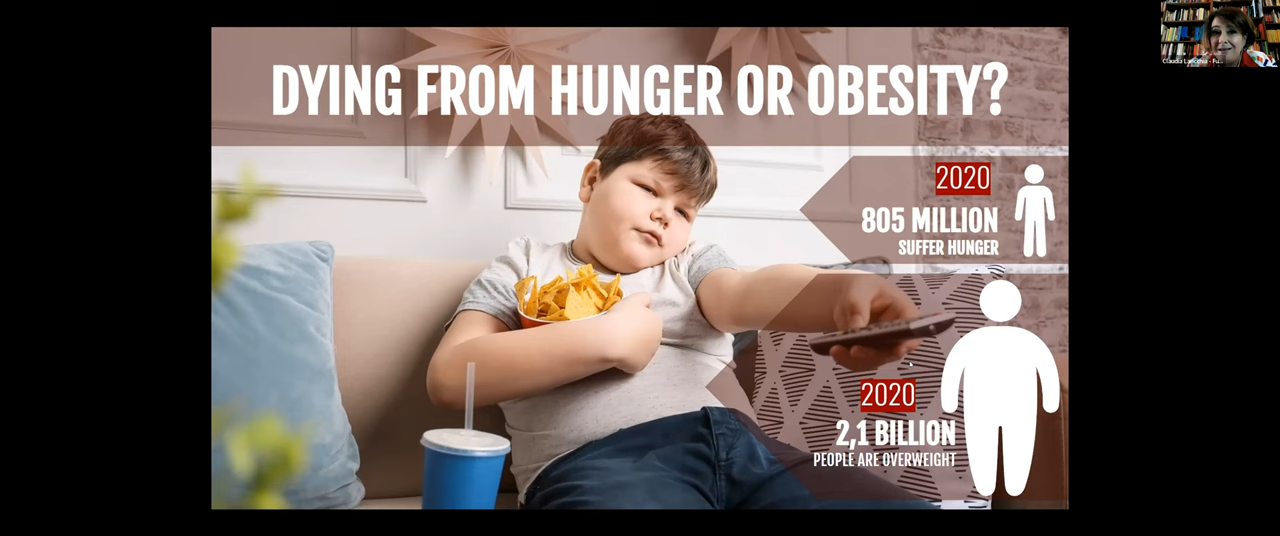 DYING FROM HUNGER OR OBESITY?
2020
805 MILLION
SUFFER HUNGER
2020
2,1 BILLION
PEOPLE ARE OVERWEIGHT